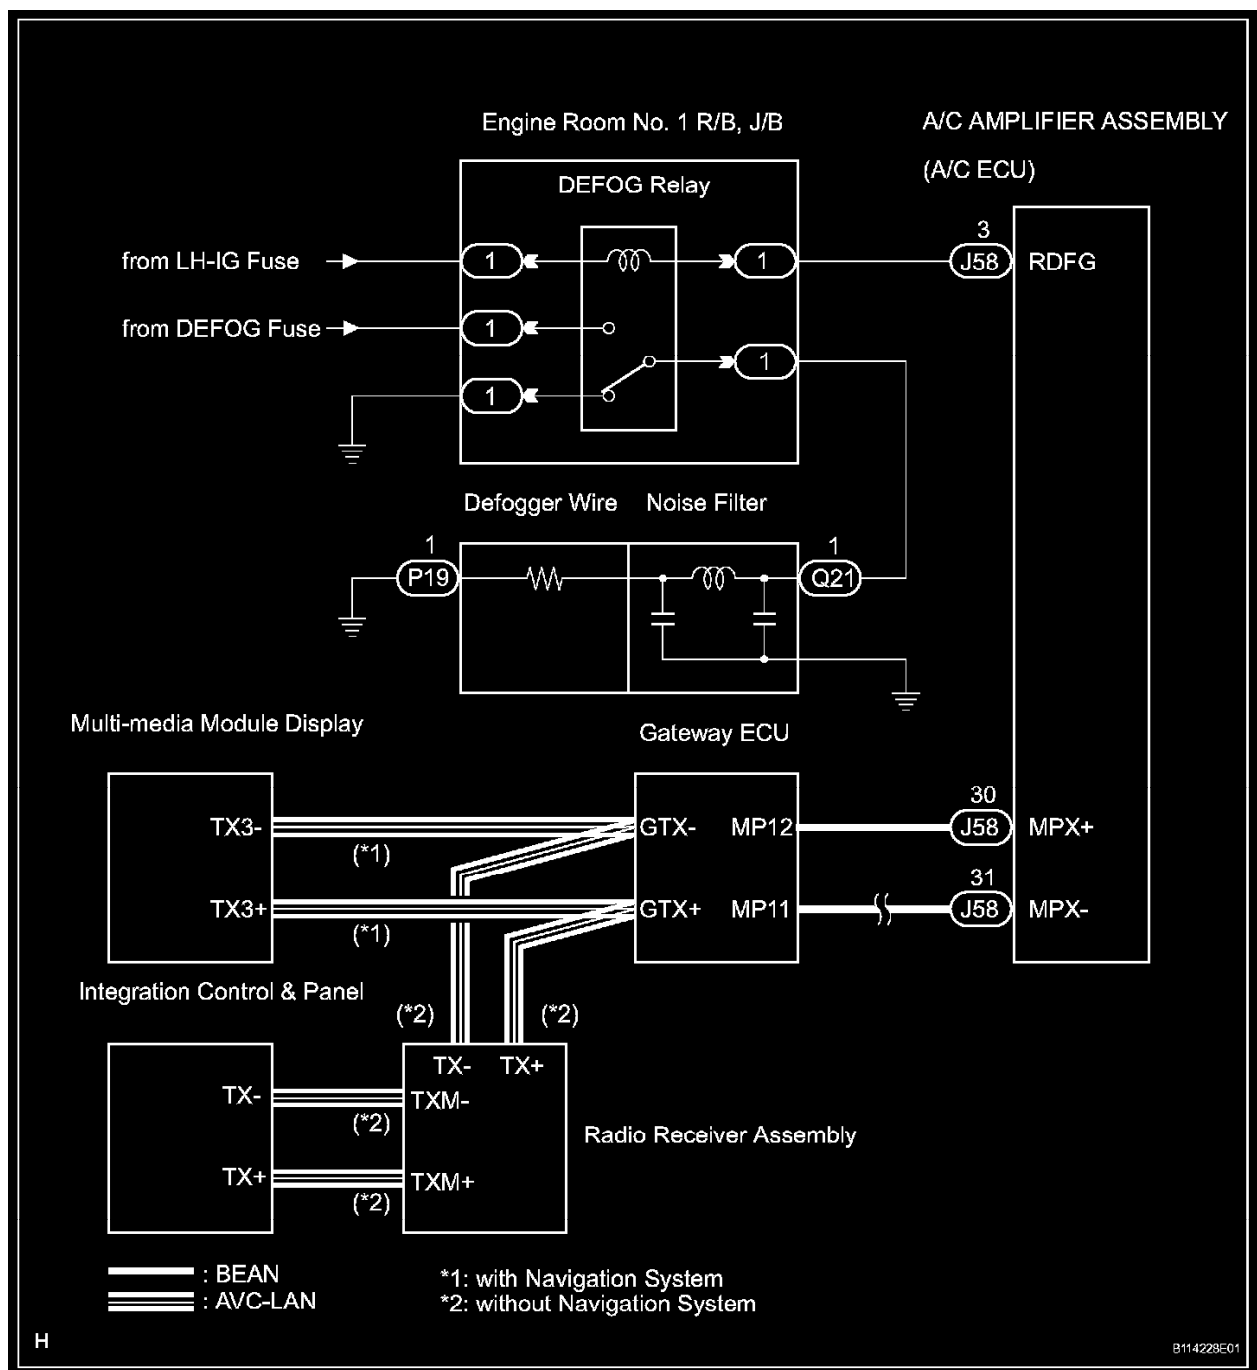 Engine Room No. 1 R/B, J/B
A/C AMPLIFIER ASSEMBLY
(A/C ECU)
DEFOG Relay
from LH-IG Fuse
1
1
3
J58
RDFG
from DEFOG Fuse
1
1
1
Defogger Wire
Noise Filter
1
P19
1
Q21
Multi-media Module Display
Gateway ECU
TX3-
(*1)
GTX-
MP12
30
J58
MPX+
TX3+
(*1)
GTX+
MP11
31
J58
MPX-
Integration Control & Panel
(*2)
(*2)
TX-
TX+
TX-
(*2)
TXM-
Radio Receiver Assembly
TX+
(*2)
TXM+
: BEAN
: AVC-LAN
*1: with Navigation System
*2: without Navigation System
H
B114228E01